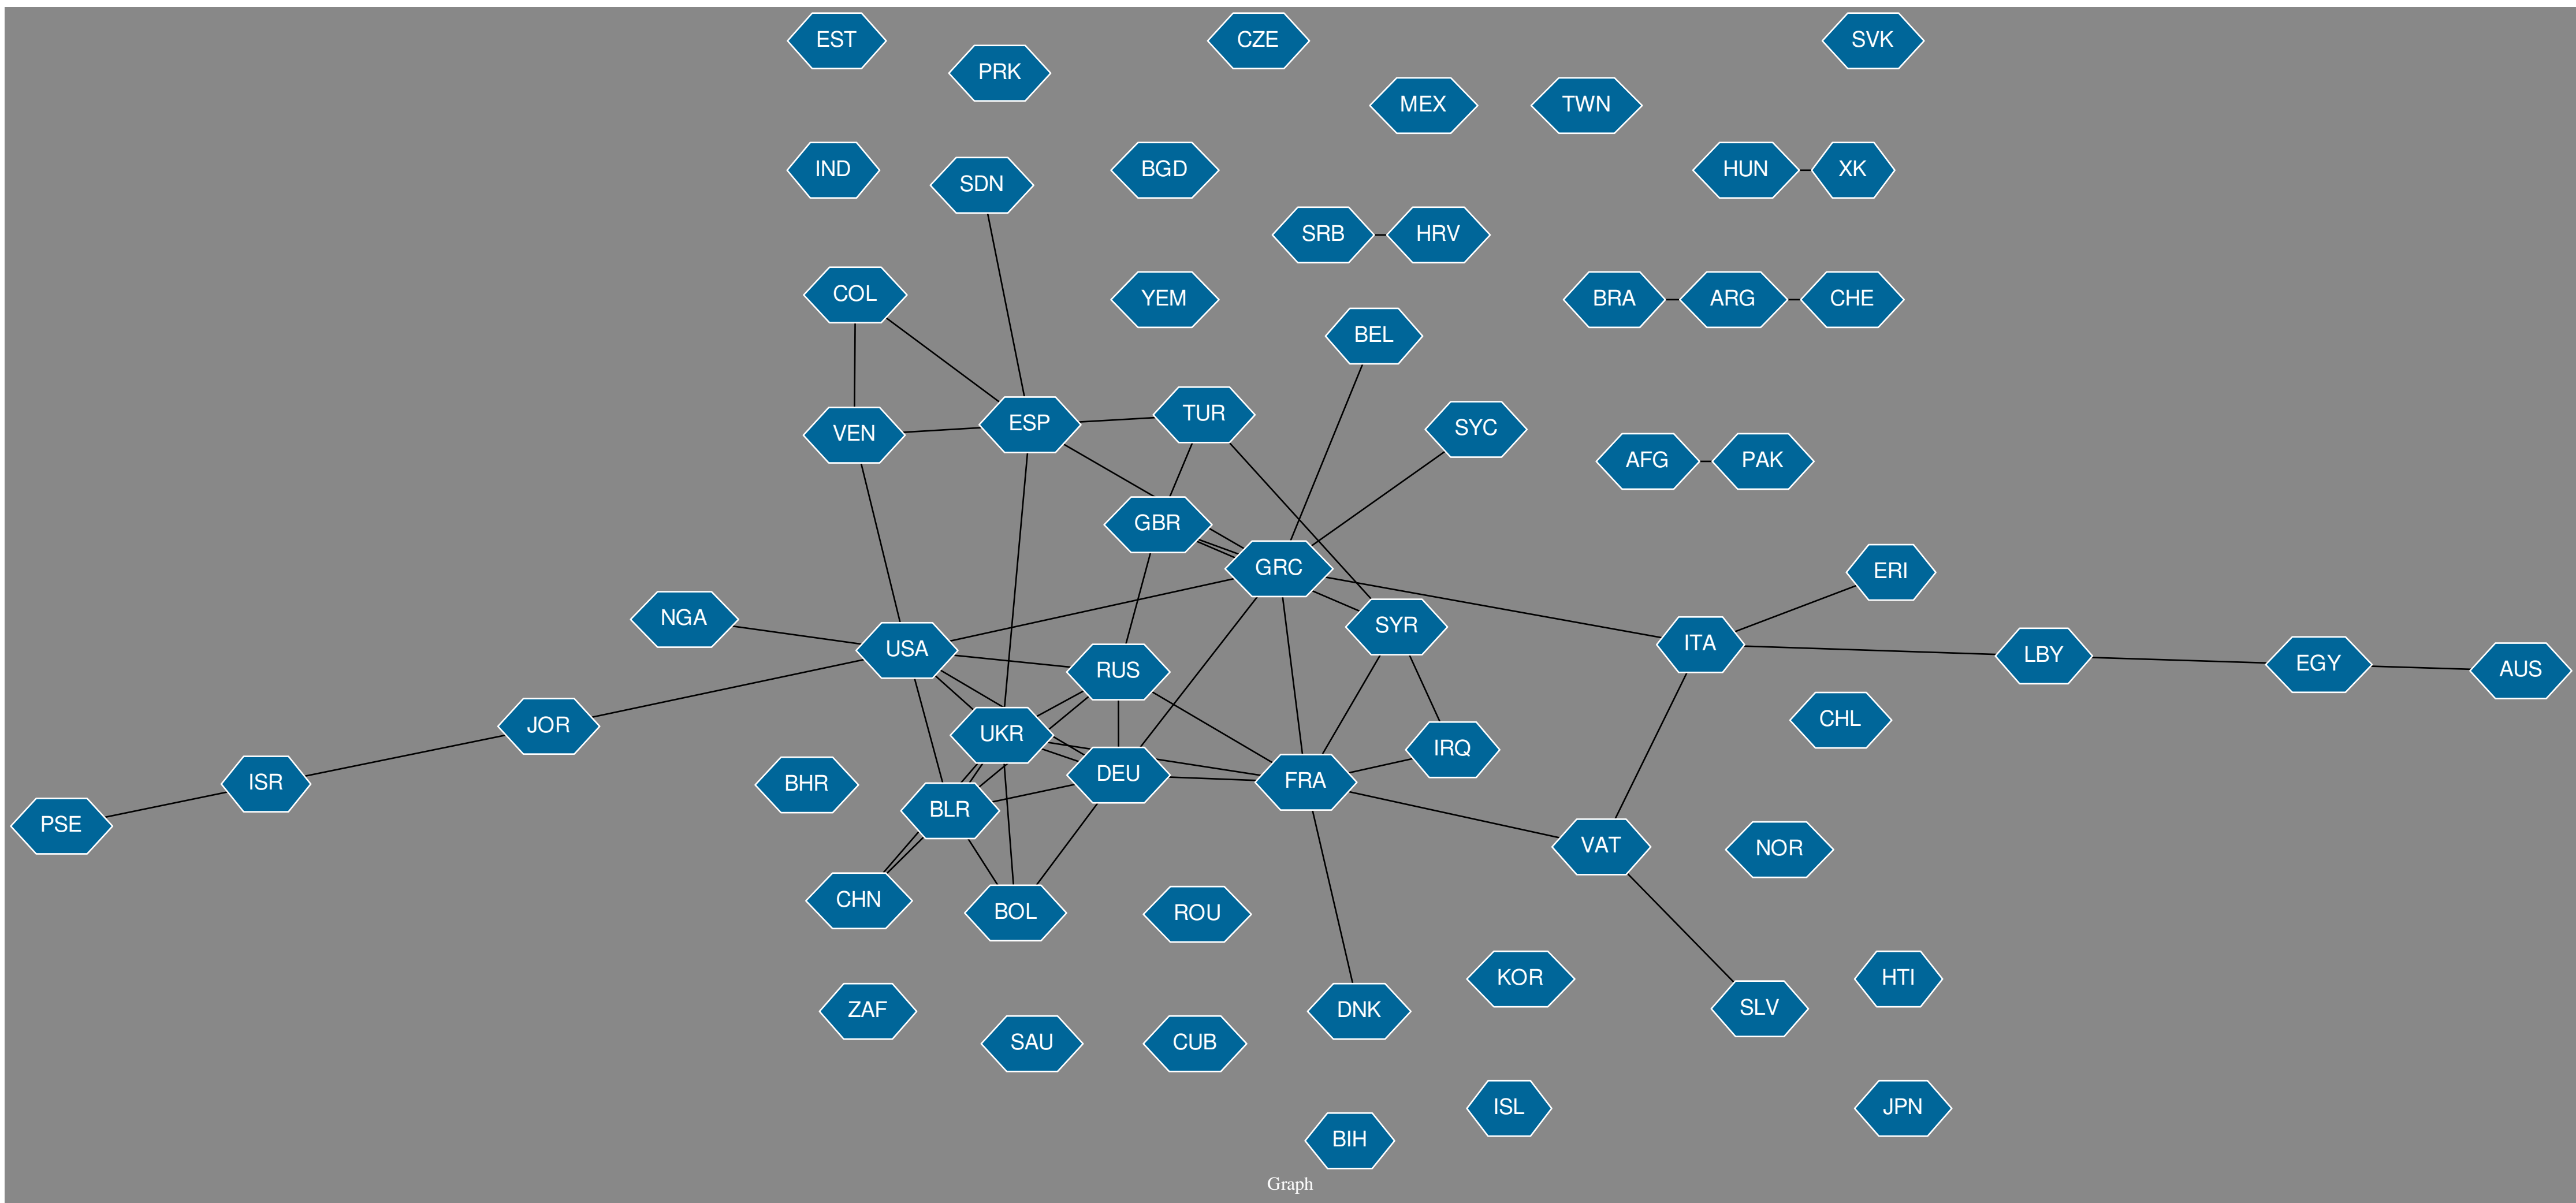 EST
CZE
SVK
PRK
MEX
TWN
IND
SDN
BGD
HUN
XK
SRB
HRV
COL
YEM
BRA
ARG
CHE
BEL
VEN
ESP
TUR
SYC
AFG
PAK
GBR
GRC
ERI
NGA
SYR
USA
RUS
ITA
LBY
EGY
AUS
JOR
UKR
CHL
ISR
BHR
DEU
FRA
IRQ
PSE
BLR
VAT
NOR
CHN
BOL
ROU
KOR
HTI
ZAF
SAU
CUB
DNK
SLV
ISL
JPN
BIH
Graph